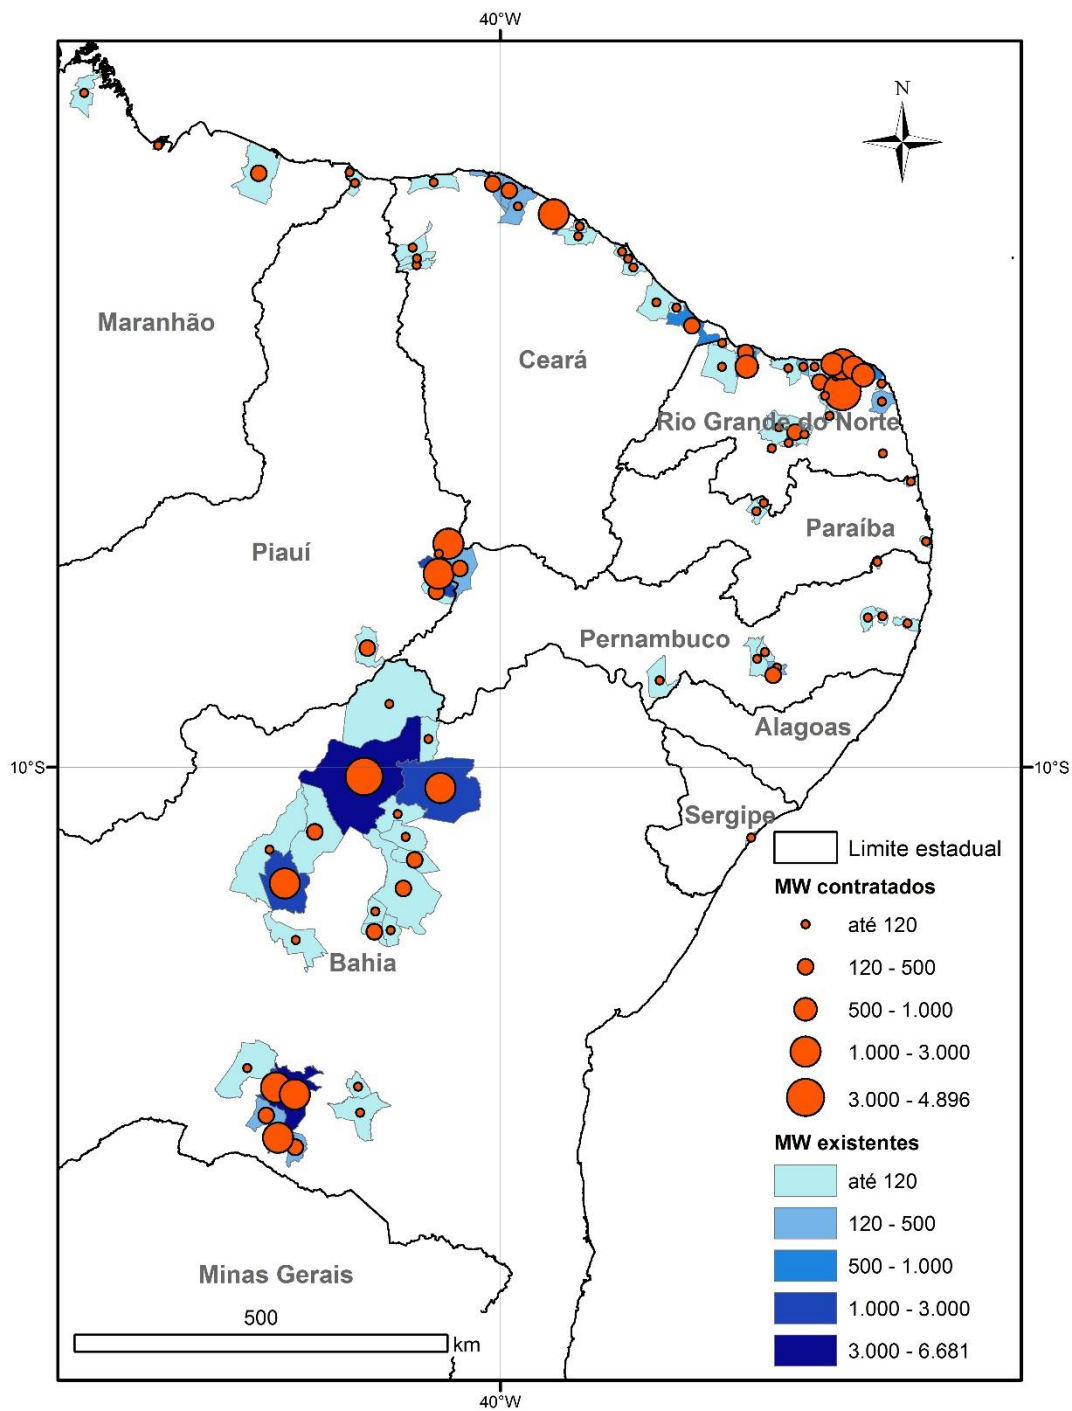 40°W
N
Maranhão
Ceará
Rio Grande do Norte
Paraíba
Piauí
Pernambuco
Alagoas
10°S
10°S
Sergipe
Limite estadual
MW contratados
até 120
120 - 500
500 - 1.000
1.000 - 3.000
3.000 - 4.896
Bahia
MW existentes
até 120
120 - 500
500 - 1.000
1.000 - 3.000
3.000 - 6.681
Minas Gerais
500
km
40°W